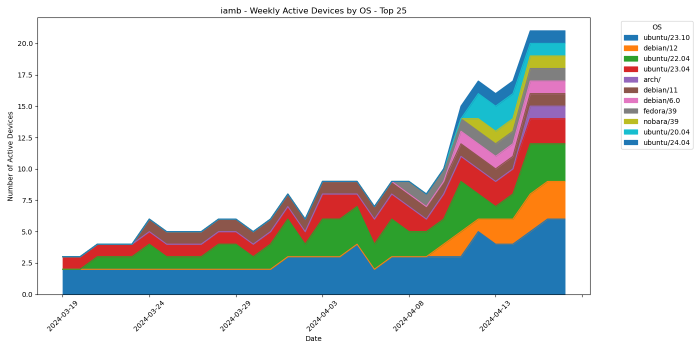 iamb - Weekly Active Devices by OS - Top 25
Number of Active Devices
20.0
17.5
15.0
12.5
10.0
7.5
5.0
2.5
0.0
2024-03-19
2024-03-24
2024-03-29
2024-04-03
2024-04-08
2024-04-13
Date
OS
ubuntu/23.10
debian/12
ubuntu/22.04
ubuntu/23.04
arch/
debian/11
debian/6.0
fedora/39
nobara/39
ubuntu/20.04
ubuntu/24.04